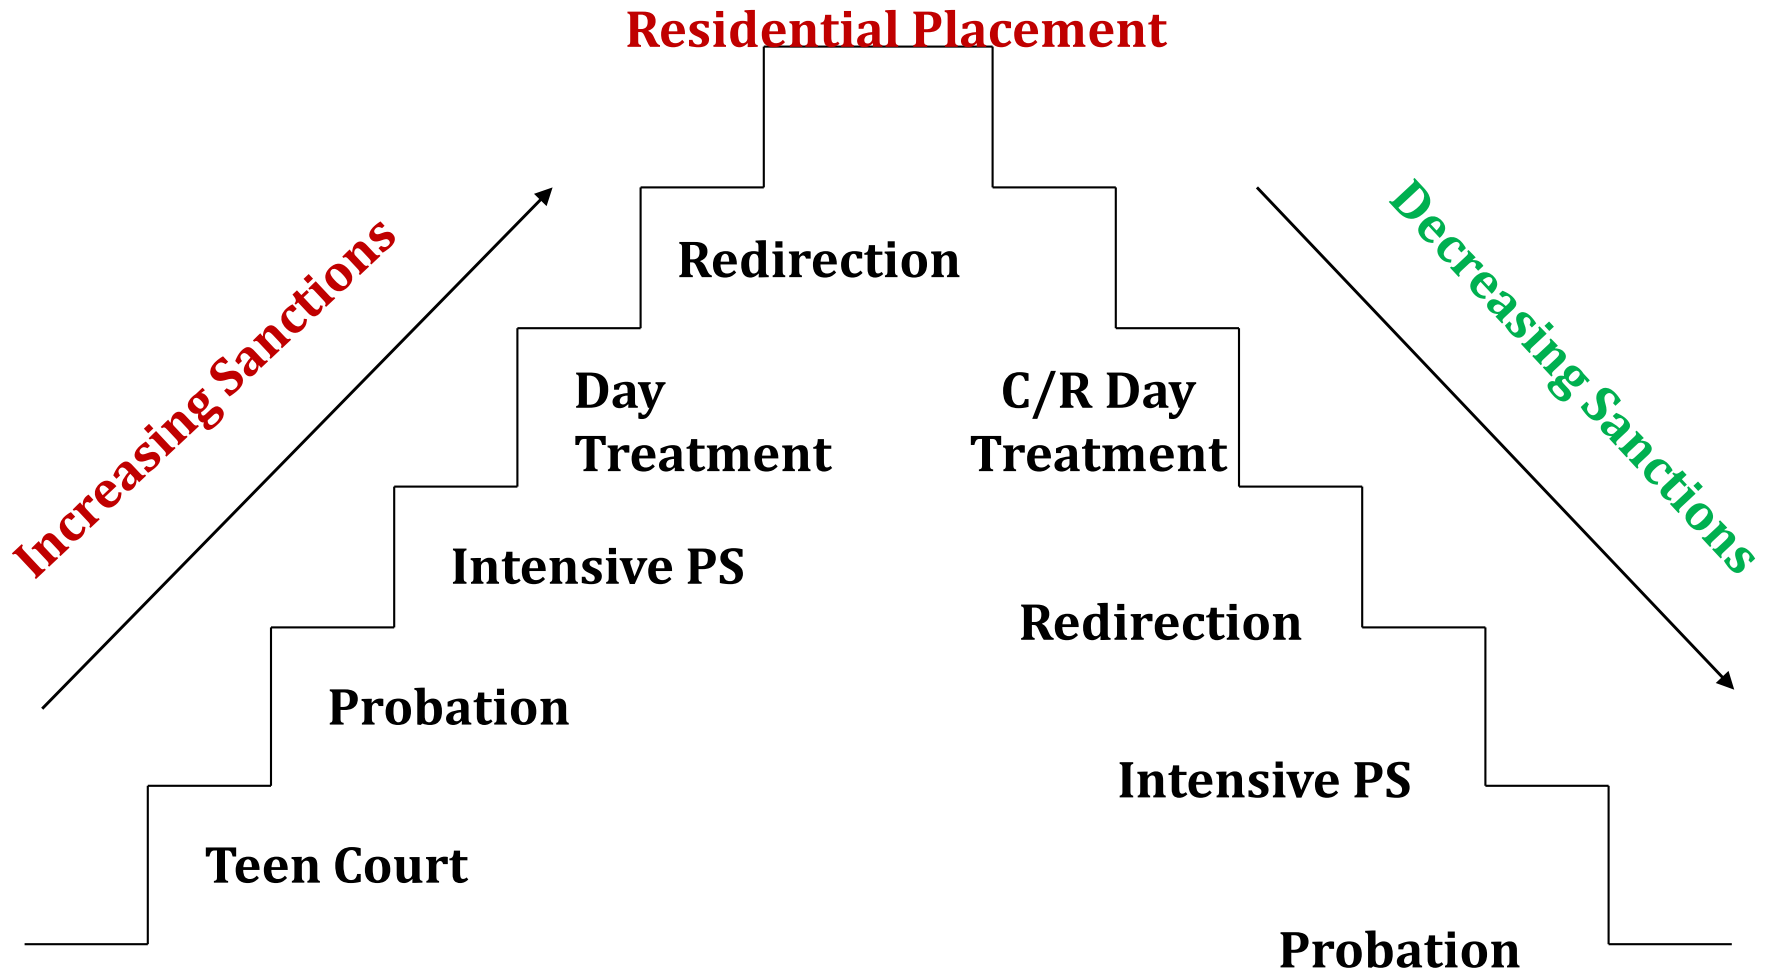 Residential Placement
Increasing Sanctions
Decreasing Sanctions
Redirection
Day
Treatment
C/R Day
Treatment
Intensive PS
Redirection
Probation
Intensive PS
Teen Court
Probation